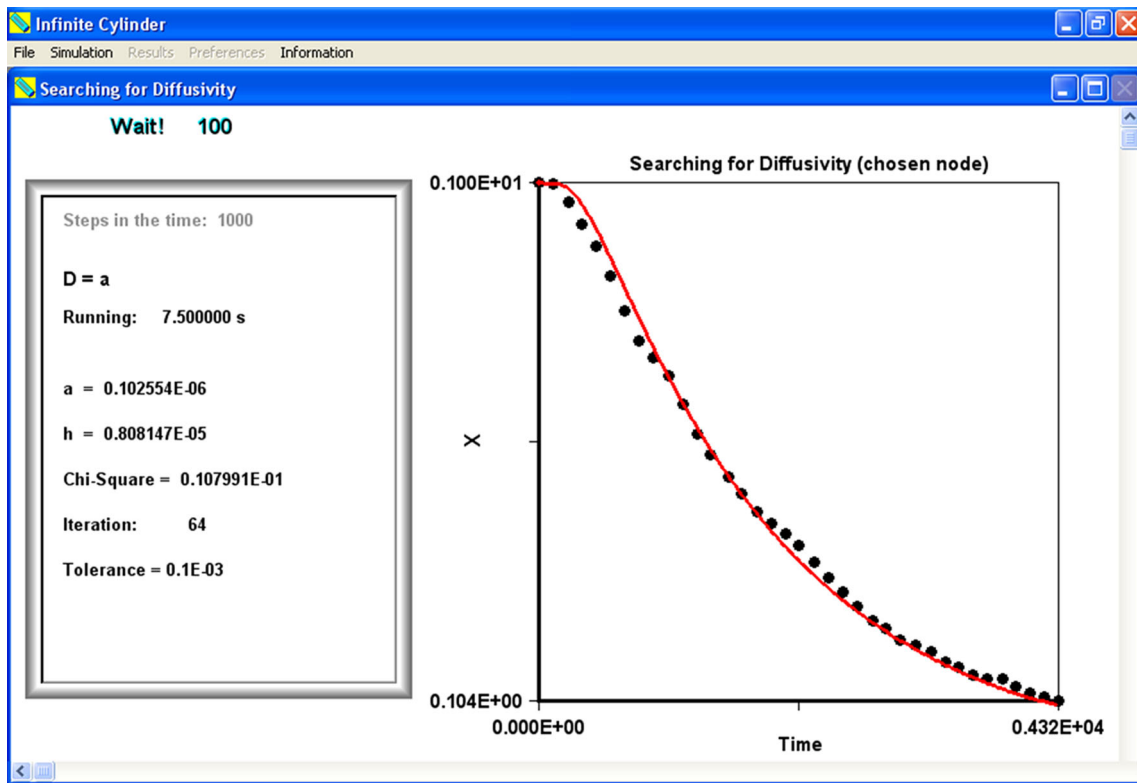 Infinite Cylinder
File Simulation Results Preferences Information
Searching for Diffusivity
Wait! 100
Steps in the time: 1000
D = a
Running: 7.500000 s
a = 0.102554E-06
h = 0.808147E-05
Chi-Square = 0.107991E-01
Iteration: 64
Tolerance = 0.1E-03
Searching for Diffusivity (chosen node)
0.100E+01
X
0.104E+00
0.000E+00 0.432E+04
Time